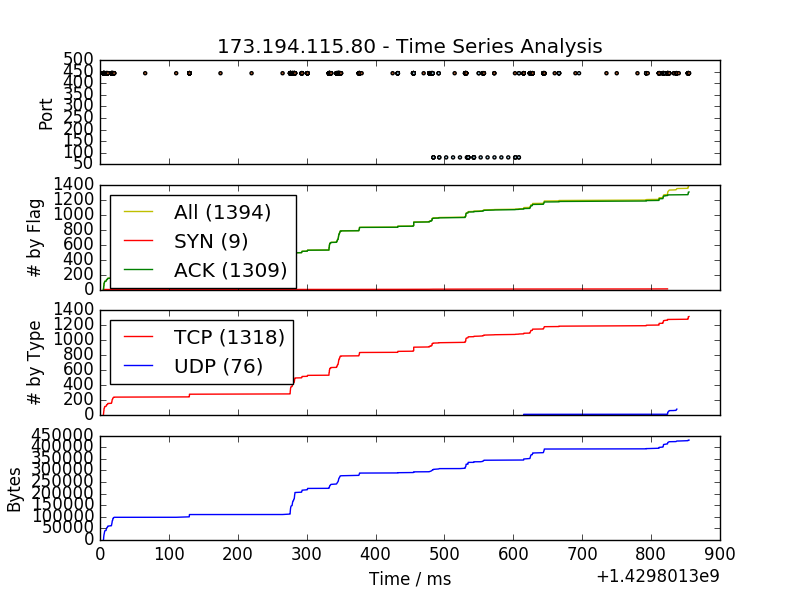 173.194.115.80 - Time Series Analysis
500
450
400
350
300
250
200
150
100
50
Port
1400
1200
1000
800
600
400
200
0
# by Flag
All (1394)
SYN (9)
ACK (1309)
1400
1200
1000
800
600
400
200
0
# by Type
TCP (1318)
UDP (76)
450000
400000
350000
300000
250000
200000
150000
100000
50000
0
Bytes
0 100 200 300 400 500 600 700 800 900
Time / ms
+1.4298013e9